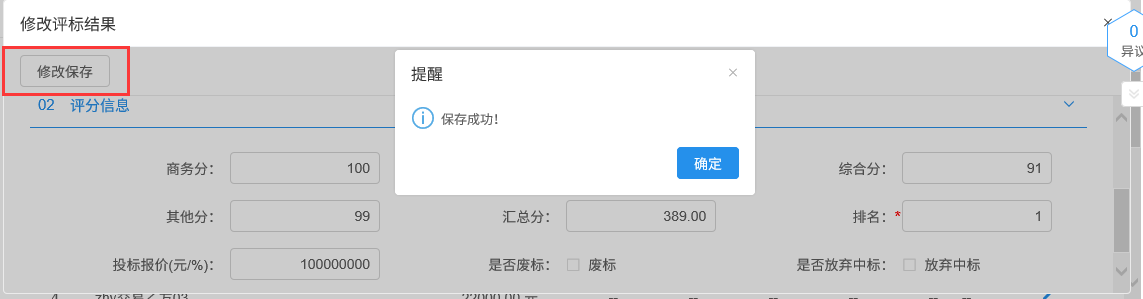 修改评标结果
×
0
异议
修改保存
提醒
×
保存成功！
确定
02 评分信息
商务分： 100
综合分： 91
其他分： 99
汇总分： 389.00
排名：* 1
投标报价(元/%)： 100000000
是否废标： 废标
是否放弃中标： 放弃中标